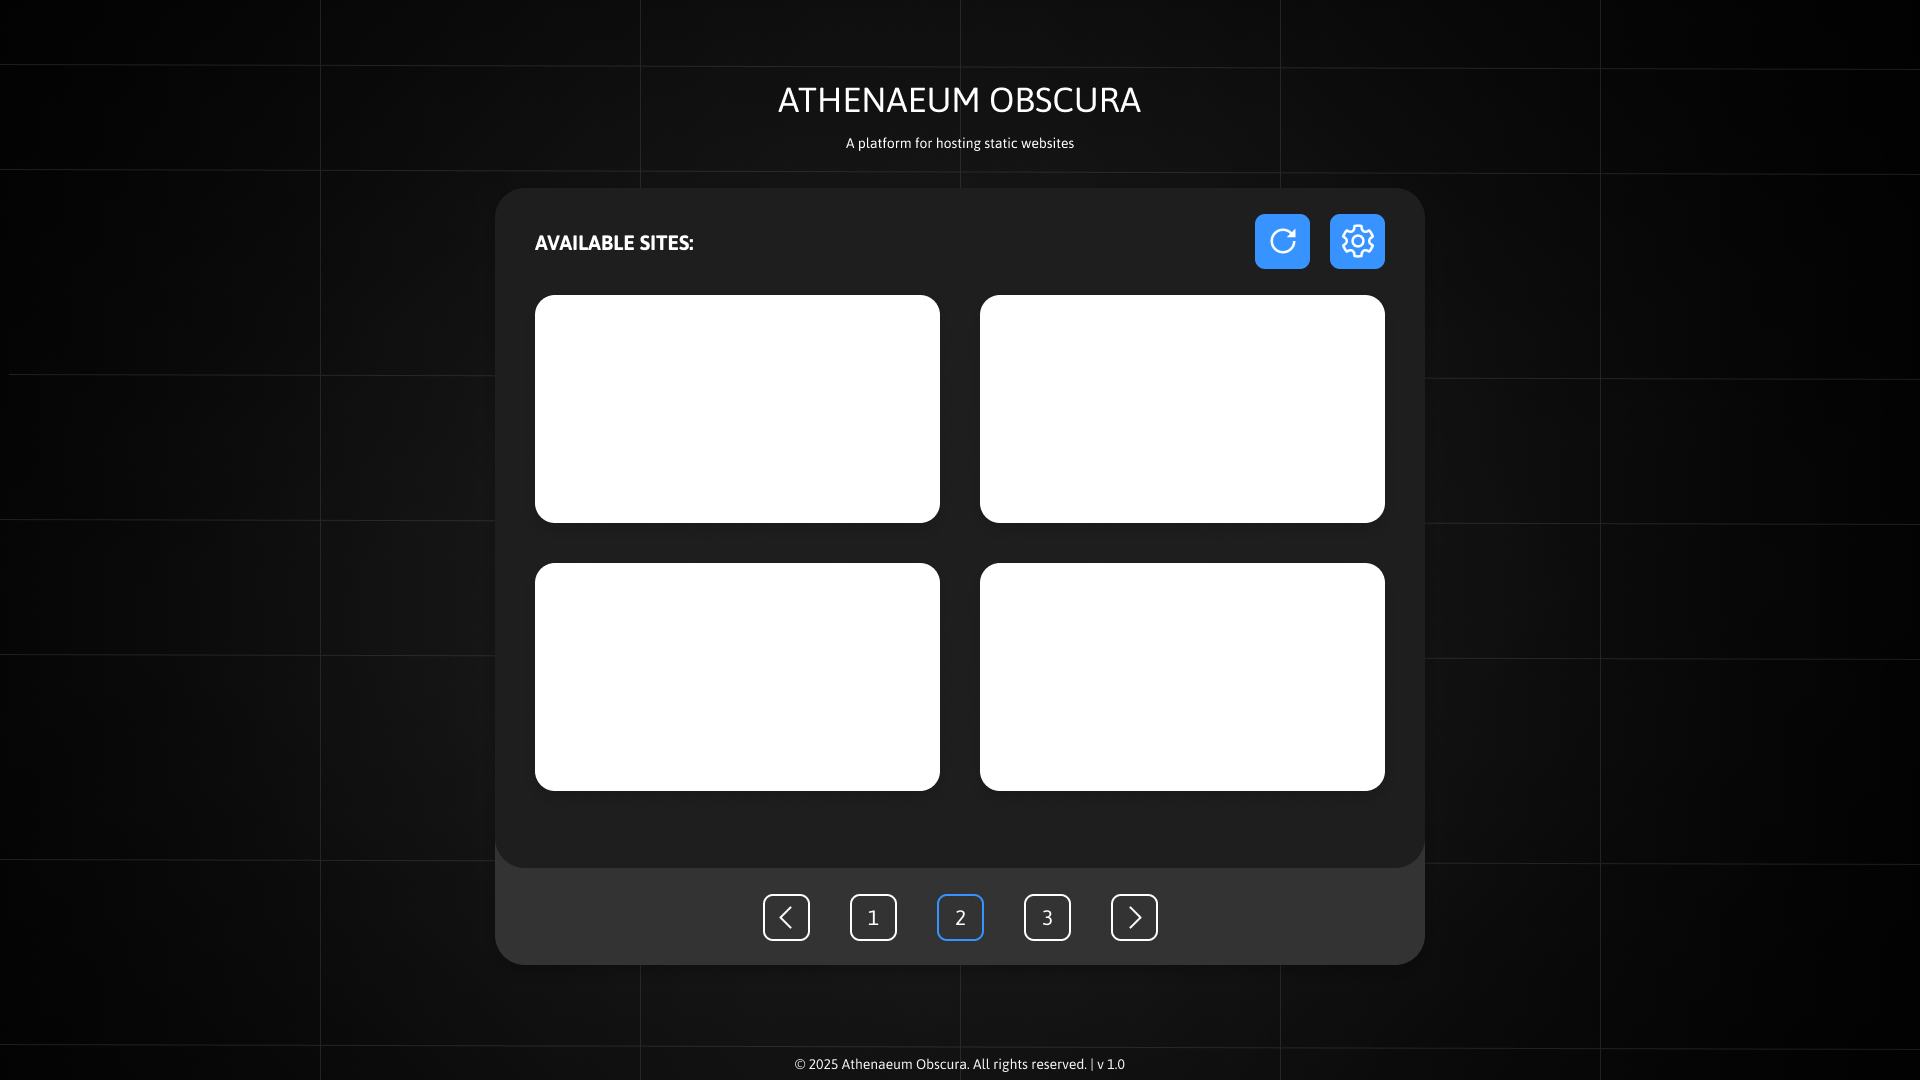 ATHENAEUM OBSCURA
A platform for hosting static websites
AVAILABLE SITES:
1 2 3
© 2025 Athenaeum Obscura. All rights reserved. | v 1.0